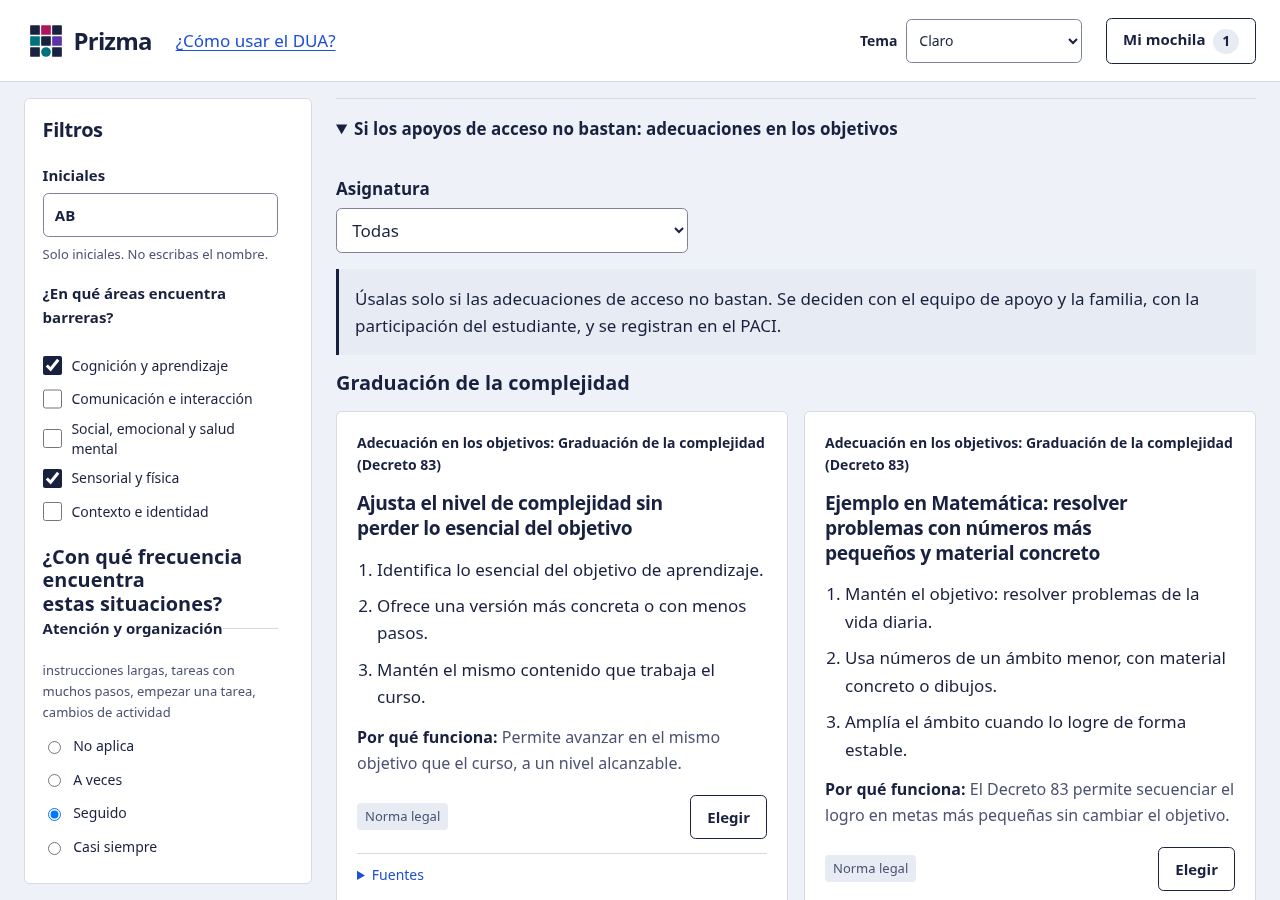 Prizma
¿Cómo usar el DUA?
Tema
Claro
Mi mochila 1
Filtros
Iniciales
AB
Solo iniciales. No escribas el nombre.
¿En qué áreas encuentra
barreras?
Cognición y aprendizaje
Comunicación e interacción
Social, emocional y salud
mental
Sensorial y física
Contexto e identidad
¿Con qué frecuencia
encuentra
estas situaciones?
Atención y organización
instrucciones largas, tareas con
muchos pasos, empezar una tarea,
cambios de actividad
No aplica
A veces
Seguido
Casi siempre
Si los apoyos de acceso no bastan: adecuaciones en los objetivos
Asignatura
Todas
Úsalas solo si las adecuaciones de acceso no bastan. Se deciden con el equipo de apoyo y la familia, con la
participación del estudiante, y se registran en el PACI.
Graduación de la complejidad
Adecuación en los objetivos: Graduación de la complejidad
(Decreto 83)
Ajusta el nivel de complejidad sin
perder lo esencial del objetivo
1. Identifica lo esencial del objetivo de aprendizaje.
2. Ofrece una versión más concreta o con menos
pasos.
3. Mantén el mismo contenido que trabaja el
curso.
Por qué funciona: Permite avanzar en el mismo
objetivo que el curso, a un nivel alcanzable.
Norma legal
Elegir
Fuentes
Adecuación en los objetivos: Graduación de la complejidad
(Decreto 83)
Ejemplo en Matemática: resolver
problemas con números más
pequeños y material concreto
1. Mantén el objetivo: resolver problemas de la
vida diaria.
2. Usa números de un ámbito menor, con material
concreto o dibujos.
3. Amplía el ámbito cuando lo logre de forma
estable.
Por qué funciona: El Decreto 83 permite secuenciar el
logro en metas más pequeñas sin cambiar el objetivo.
Norma legal
Elegir